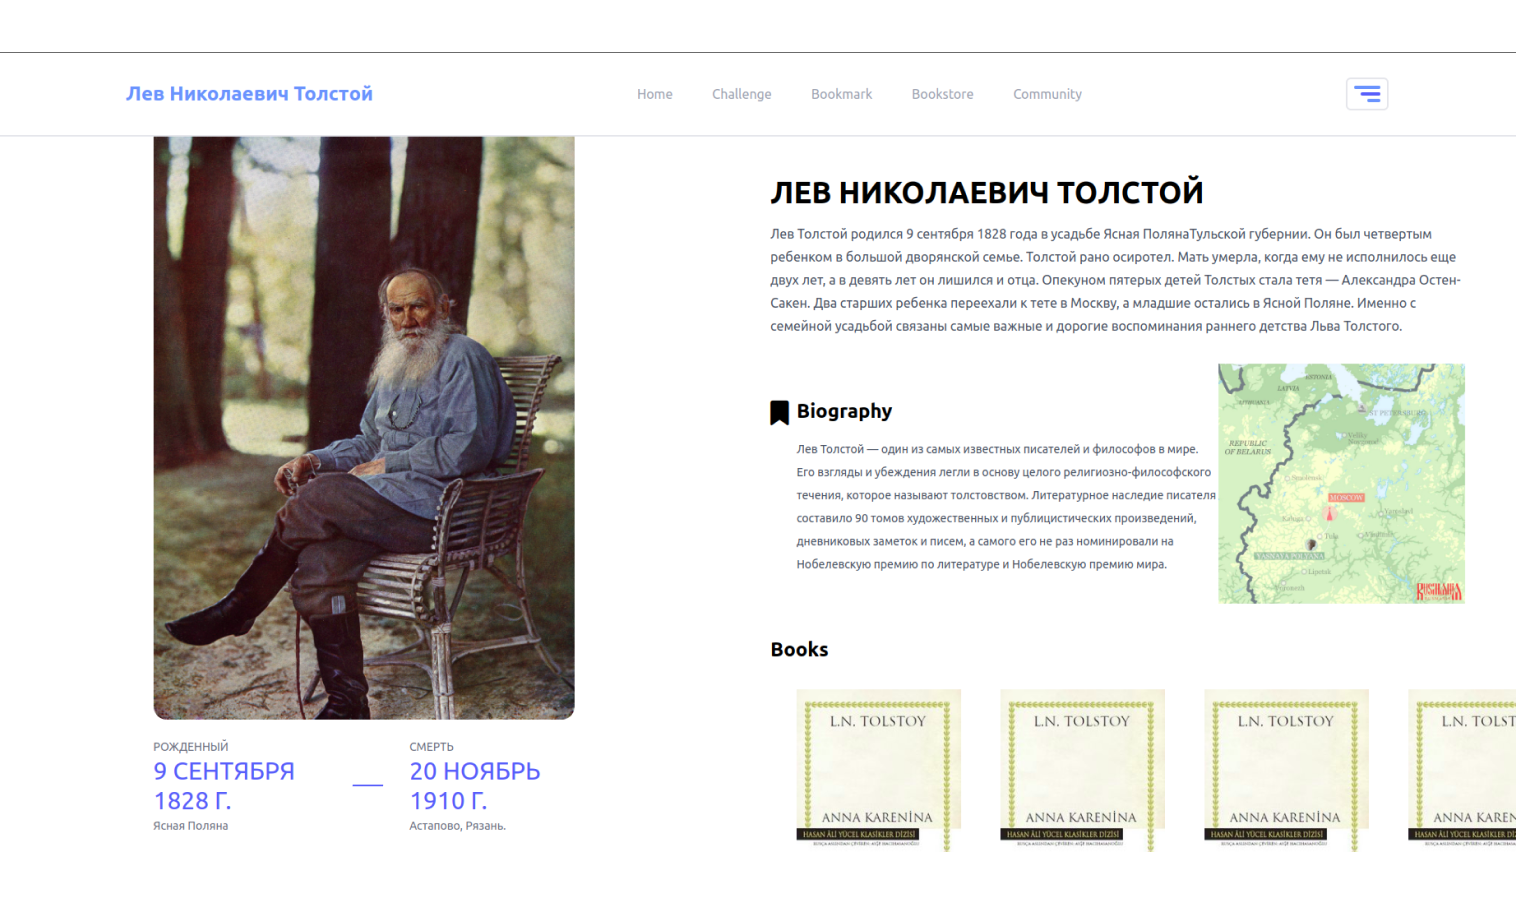 Лев Николаевич Толстой
Home
Challenge
Bookmark
Bookstore
Community
ЛЕВ НИКОЛАЕВИЧ ТОЛСТОЙ
Лев Толстой родился 9 сентября 1828 года в усадьбе Ясная ПолянаТульской губернии. Он был четвертым
ребенком в большой дворянской семье. Толстой рано осиротел. Мать умерла, когда ему не исполнилось еще
двух лет, а в девять лет он лишился и отца. Опекуном пятерых детей Толстых стала тетя — Александра Остен-
Сакен. Два старших ребенка переехали к тете в Москву, а младшие остались в Ясной Поляне. Именно с
семейной усадьбой связаны самые важные и дорогие воспоминания раннего детства Льва Толстого.
Biography
Лев Толстой — один из самых известных писателей и философов в мире.
Его взгляды и убеждения легли в основу целого религиозно-философского
течения, которое называют толстовством. Литературное наследие писателя
составило 90 томов художественных и публицистических произведений,
дневниковых заметок и писем, а самого его не раз номинировали на
Нобелевскую премию по литературе и Нобелевскую премию мира.
ESTONIA
LATVIA
LITHUANIA
Veliky
Novgorod
REPUBLIC
OF BELARUS
MOSCOW
Yaroslavl
Kaluga
Tula
Vladimir
YASNAYA POLYANA
Lipetsk
Voronezh
Books
L.N. TOLSTOY
ANNA KARENİNA
HASAN ÂLİ YÜCEL KLASİKLER DİZİSİ
L.N. TOLSTOY
ANNA KARENİNA
HASAN ÂLİ YÜCEL KLASİKLER DİZİSİ
L.N. TOLSTOY
ANNA KARENİNA
HASAN ÂLİ YÜCEL KLASİKLER DİZİSİ
L.N. TOLST
ANNA KAREN
HASAN ÂLİ YÜCEL KLASİKLER Dİ
РОЖДЕННЫЙ
9 СЕНТЯБРЯ
1828 Г.
Ясная Поляна
—
СМЕРТЬ
20 НОЯБРЬ
1910 Г.
Астапово, Рязань.